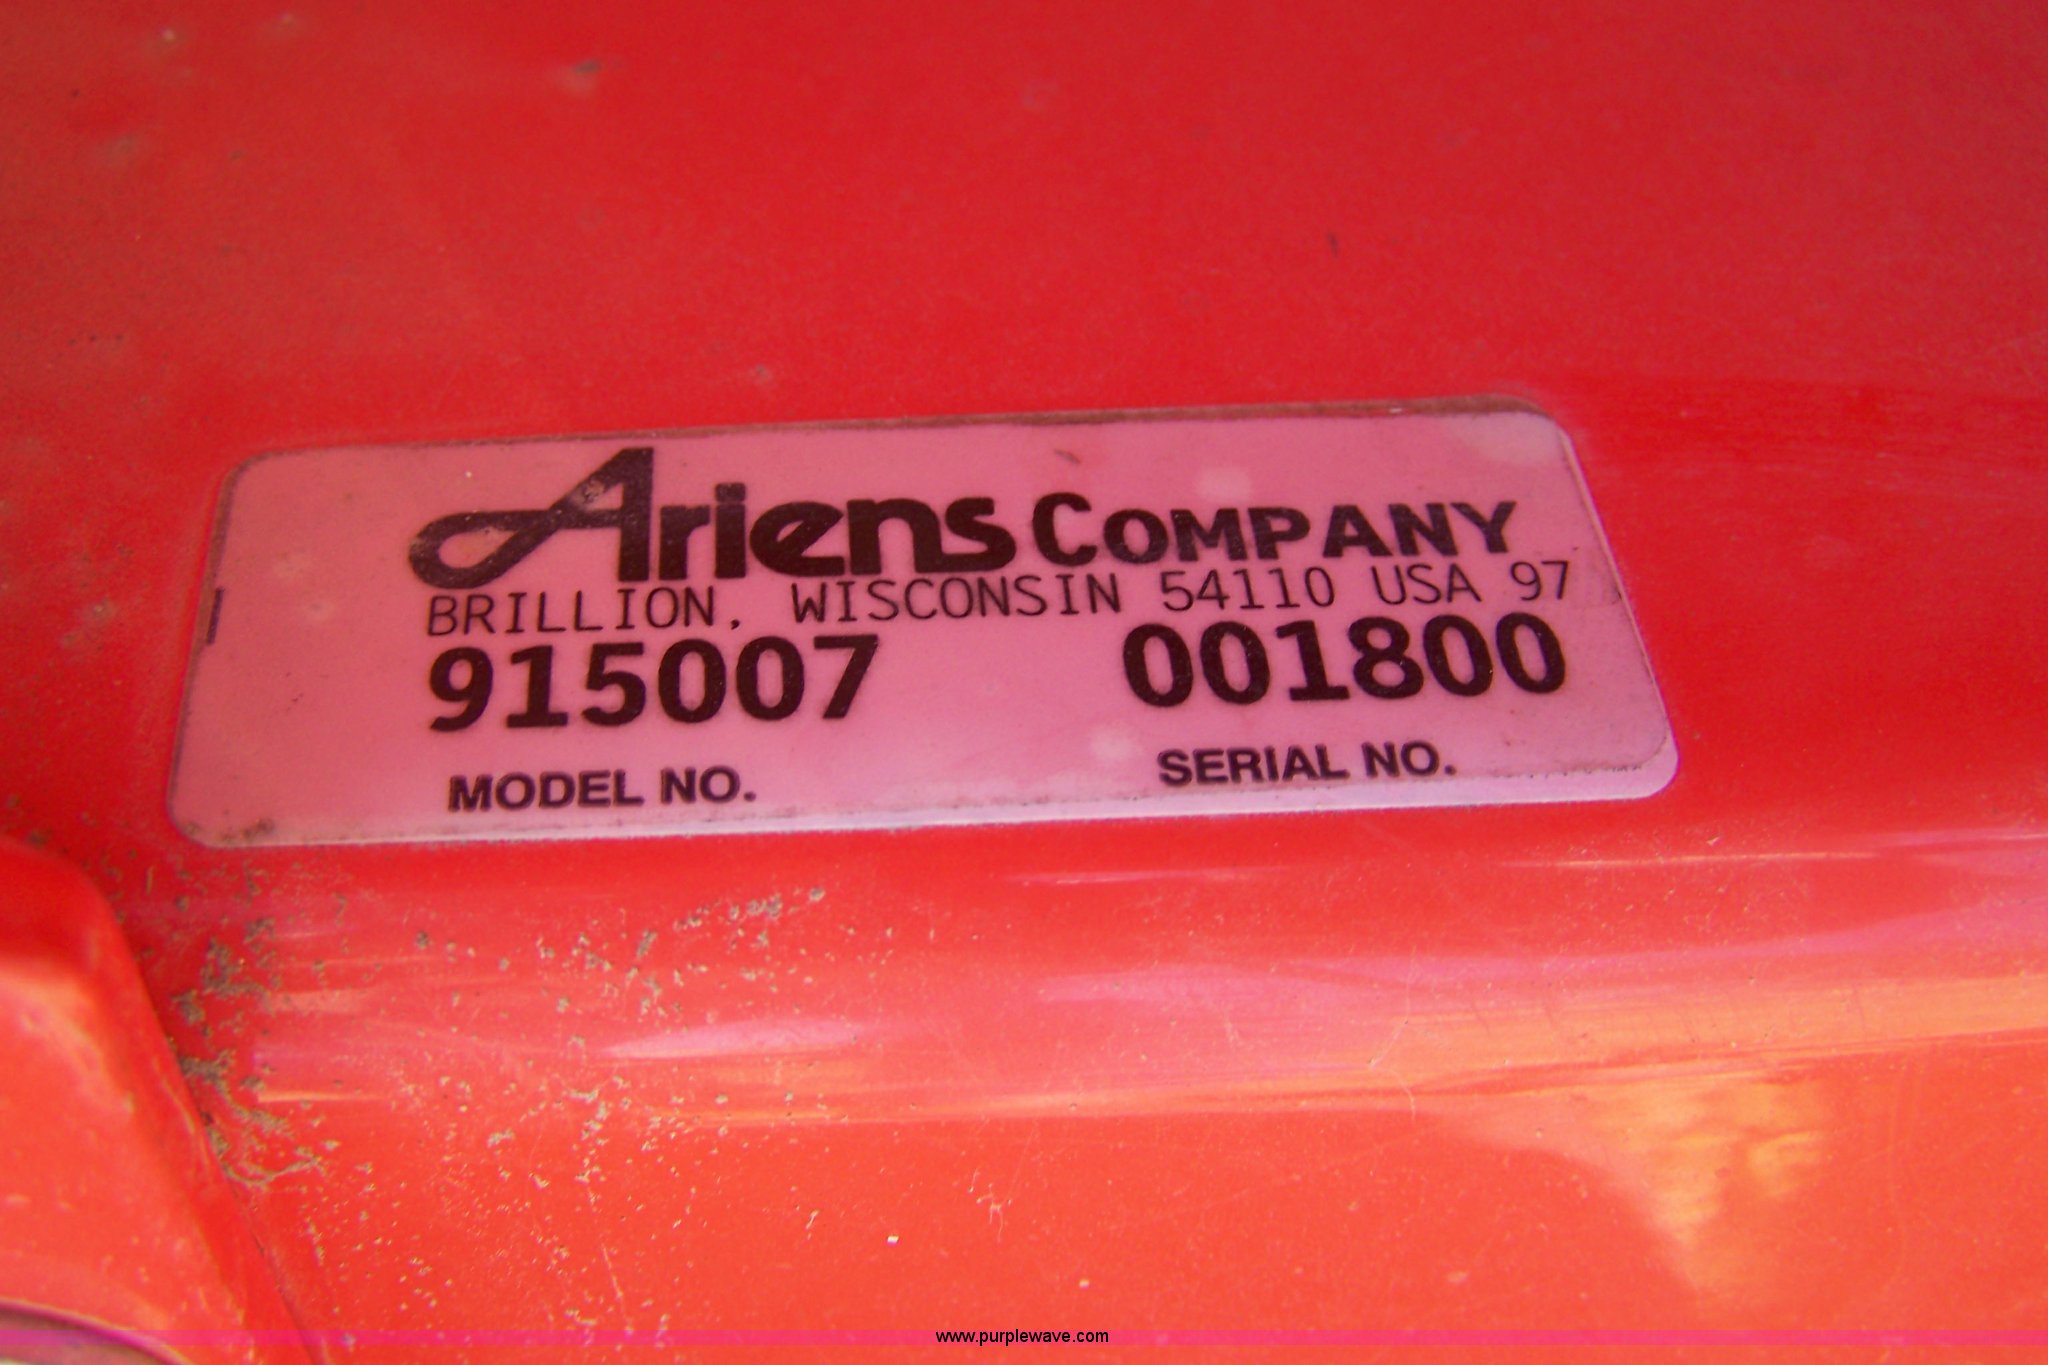 Ariens COMPANY
BRILLION, WISCONSIN 54110 USA 97
915007 001800
MODEL NO. SERIAL NO.
www.purplewave.com